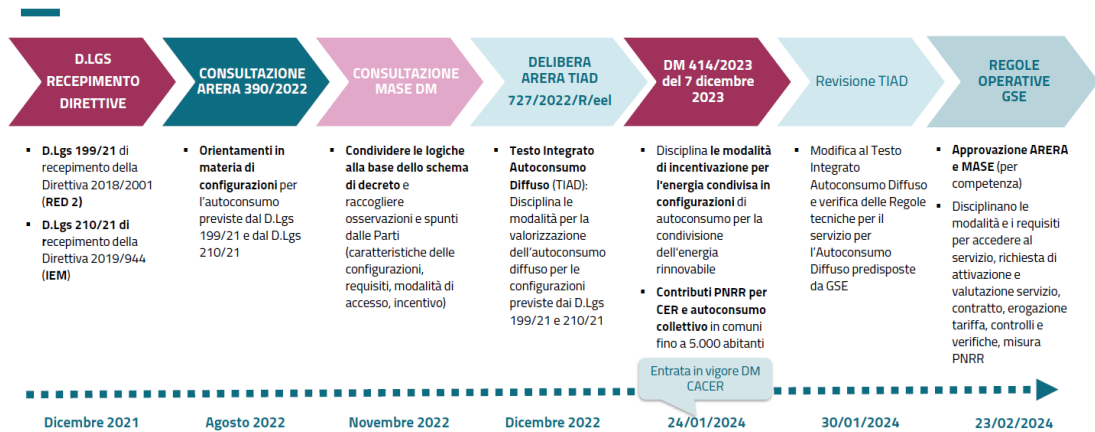 D.LGS
RECEPIMENTO
DIRETTIVE
CONSULTAZIONE
ARERA 390/2022
CONSULTAZIONE
MASE DM
DELIBERA
ARERA TIAD
727/2022/R/eel
DM 414/2023
del 7 dicembre
2023
Revisione TIAD
REGOLE
OPERATIVE
GSE
▪ D.Lgs 199/21 di
recepimento della
Direttiva 2018/2001
(RED 2)
▪ D.Lgs 210/21 di
recepimento della
Direttiva 2019/944
(IEM)
▪ Orientamenti in
materia di
configurazioni per
l'autoconsumo
previste dal D.Lgs
199/21 e dal D.Lgs
210/21
▪ Condividere le logiche
alla base dello schema
di decreto e
raccogliere
osservazioni e spunti
dalle Parti
(caratteristiche delle
configurazioni,
requisiti, modalità di
accesso, incentivo)
▪ Testo Integrato
Autoconsumo
Diffuso (TIAD):
Disciplina le
modalità per la
valorizzazione
dell'autoconsumo
diffuso per le
configurazioni
previste dai D.Lgs
199/21 e 210/21
▪ Disciplina le modalità
di incentivazione per
l'energia condivisa in
configurazioni di
autoconsumo per la
condivisione
dell'energia
rinnovabile
▪ Contributi PNRR per
CER e autoconsumo
collettivo in comuni
fino a 5.000 abitanti
▪ Modifica al Testo
Integrato
Autoconsumo Diffuso
e verifica delle Regole
tecniche per il
servizio per
l'Autoconsumo
Diffuso predisposte
da GSE
▪ Approvazione ARERA
e MASE (per
competenza)
▪ Disciplinano le
modalità e i requisiti
per accedere al
servizio, richiesta di
attivazione e
valutazione servizio,
contratto, erogazione
tariffa, controlli e
verifiche, misura
PNRR
Entrata in vigore DM
CACER
Dicembre 2021
Agosto 2022
Novembre 2022
Dicembre 2022
24/01/2024
30/01/2024
23/02/2024